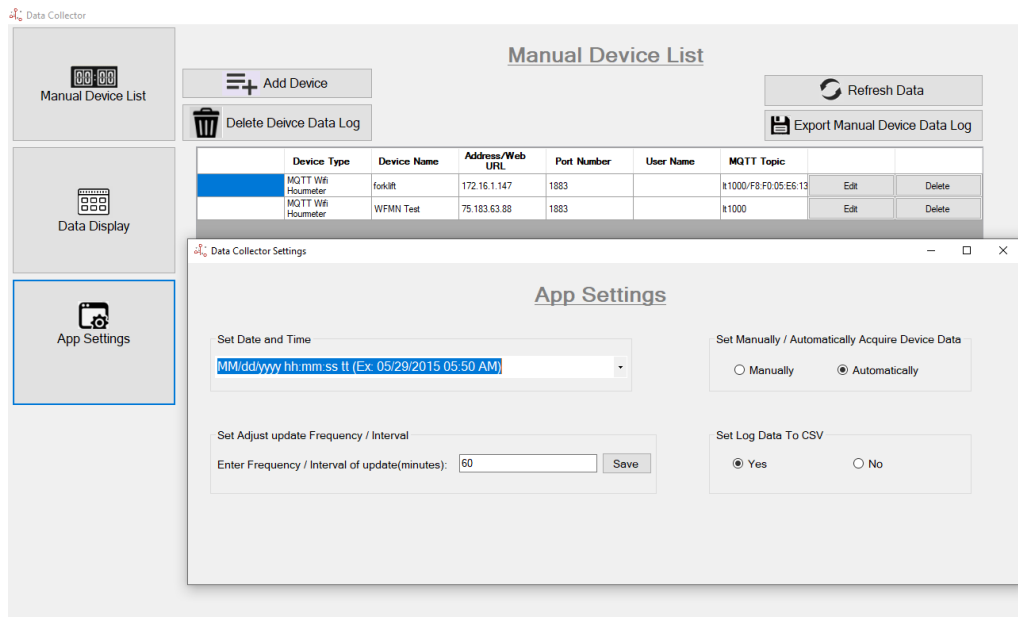 Data Collector
00:00
Manual Device List
Data Display
App Settings
Manual Device List
Add Device
Delete Deivce Data Log
Refresh Data
Export Manual Device Data Log
Device Type Device Name Address/Web URL Port Number User Name MQTT Topic
MQTT Wifi Houmeter forklift 172.16.1.147 1883 lt1000/F8:F0:05:E6:13 Edit Delete
MQTT Wifi Houmeter WFMN Test 75.183.63.88 1883 lt1000 Edit Delete
Data Collector Settings
App Settings
Set Date and Time
MM/dd/yyyy hh:mm.ss tt (Ex: 05/29/2015 05:50 AM)
Set Manually / Automatically Acquire Device Data
Manually Automatically
Set Adjust update Frequency / Interval
Enter Frequency / Interval of update(minutes): 60 Save
Set Log Data To CSV
Yes No